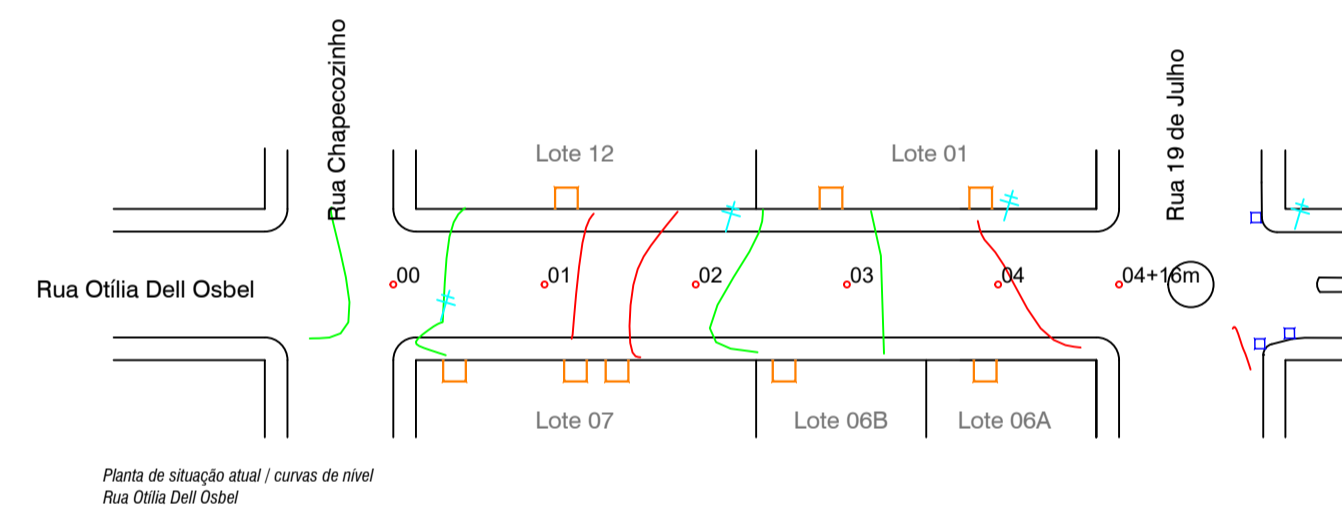 Rua Chapecozinho
Rua 19 de Julho
Lote 12
Lote 01
Rua Otília Dell Osbel
00
01
02
03
04
04+16m
Lote 07
Lote 06B
Lote 06A
Planta de situação atual / curvas de nível
Rua Otília Dell Osbel